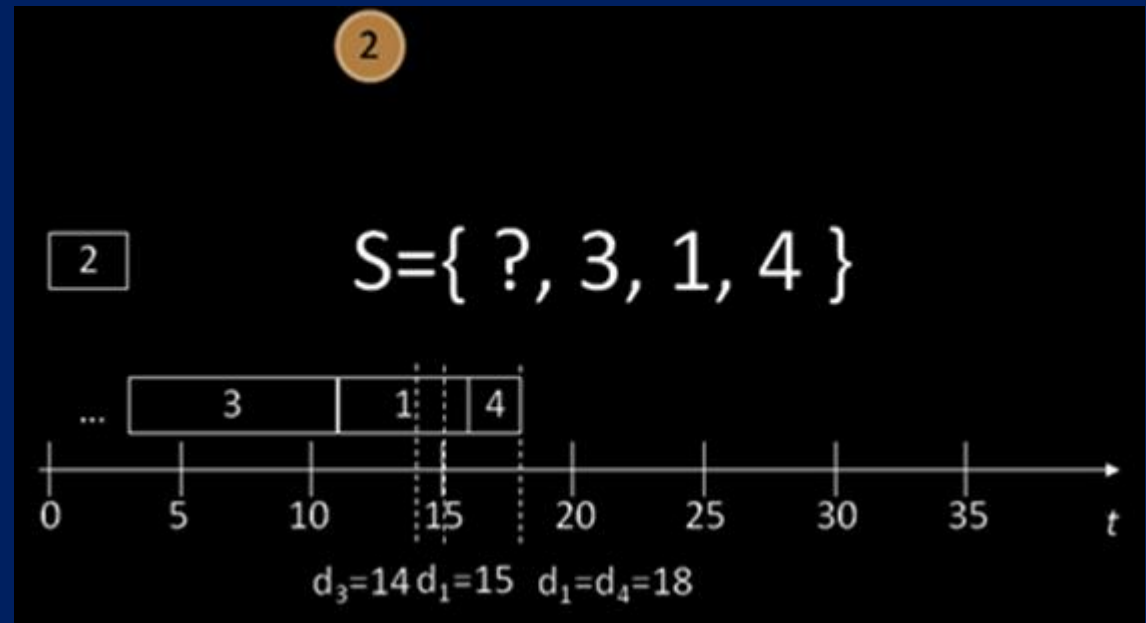 2
2
S={ ?, 3, 1, 4 }
... 3 1 4
0 5 10 15 20 25 30 35 t
d₃=14 d₁=15 d₁=d₄=18